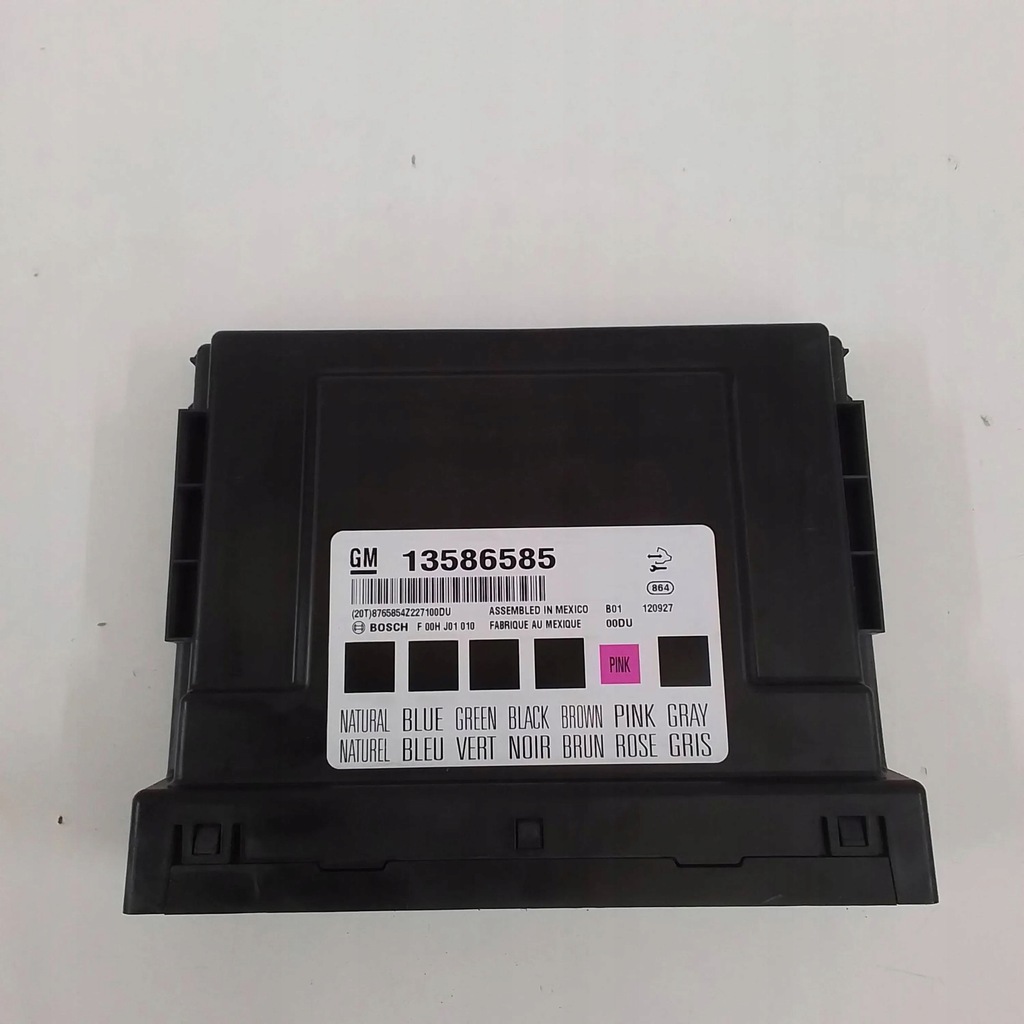 GM 13586585
864
(20T)8765854Z227100DU ASSEMBLED IN MEXICO B01 120927
BOSCH F 00H J01 010 FABRIQUE AU MEXIQUE 00DU
PINK
NATURAL BLUE GREEN BLACK BROWN PINK GRAY
NATUREL BLEU VERT NOIR BRUN ROSE GRIS